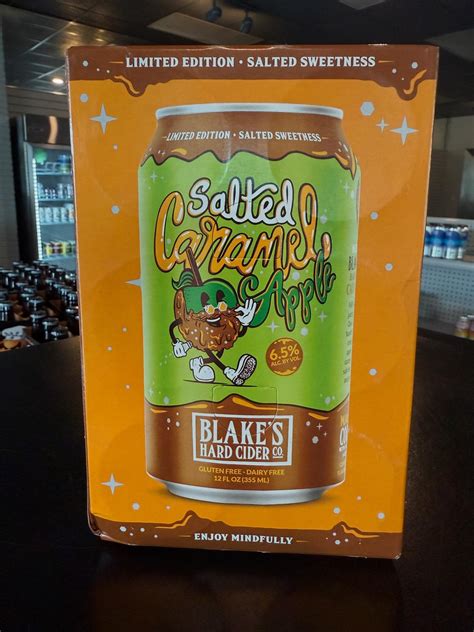 LIMITED EDITION • SALTED SWEETNESS
LIMITED EDITION • SALTED SWEETNESS
Salted
Caramel
Apple
6.5%
ALC. BY VOL.
BLAKE'S
HARD CIDER CO.
GLUTEN FREE • DAIRY FREE
12 FL OZ (355 ML)
ENJOY MINDFULLY